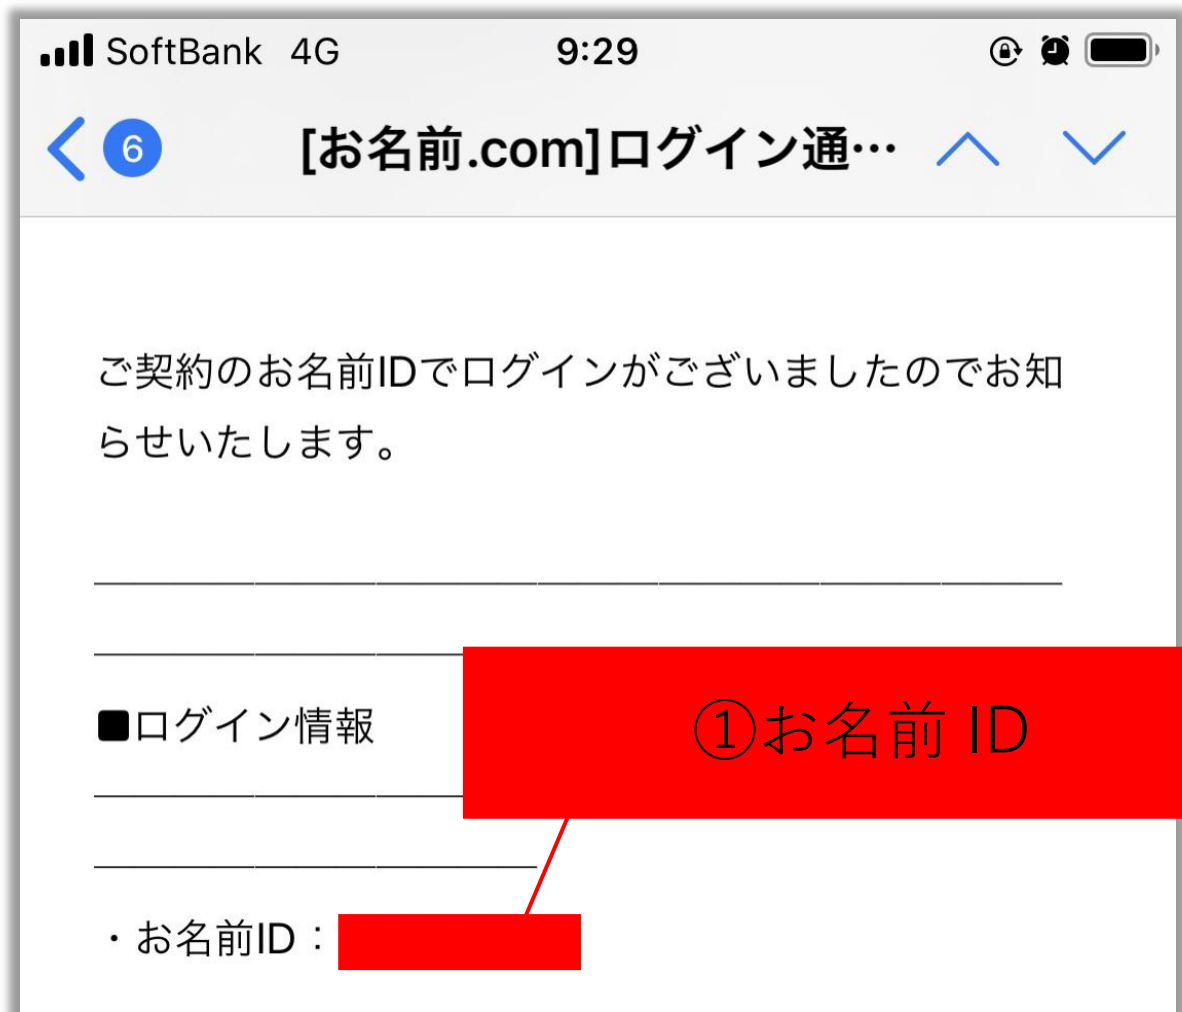 SoftBank 4G 9:29
6 [お名前.com]ログイン通…
ご契約のお名前IDでログインがございましたのでお知
らせいたします。
■ログイン情報
①お名前 ID
・お名前ID：